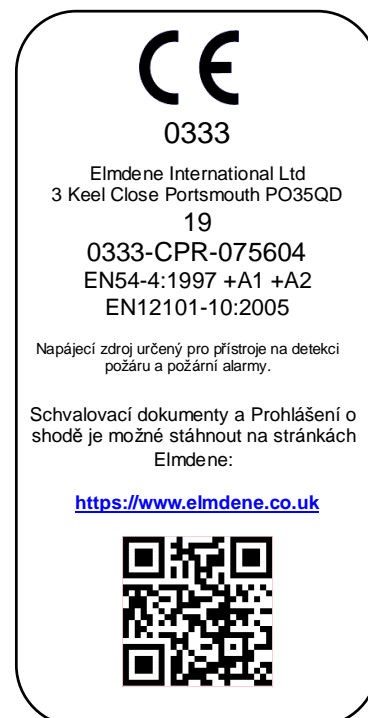 CE
0333
Elmdene International Ltd
3 Keel Close Portsmouth PO35QD
19
0333-CPR-075604
EN54-4:1997 +A1 +A2
EN12101-10:2005
Napájecí zdroj určený pro přístroje na detekci
požáru a požární alarmy.
Schvalovací dokumenty a Prohlášení o
shodě je možné stáhnout na stránkách
Elmdene:
https://www.elmdene.co.uk